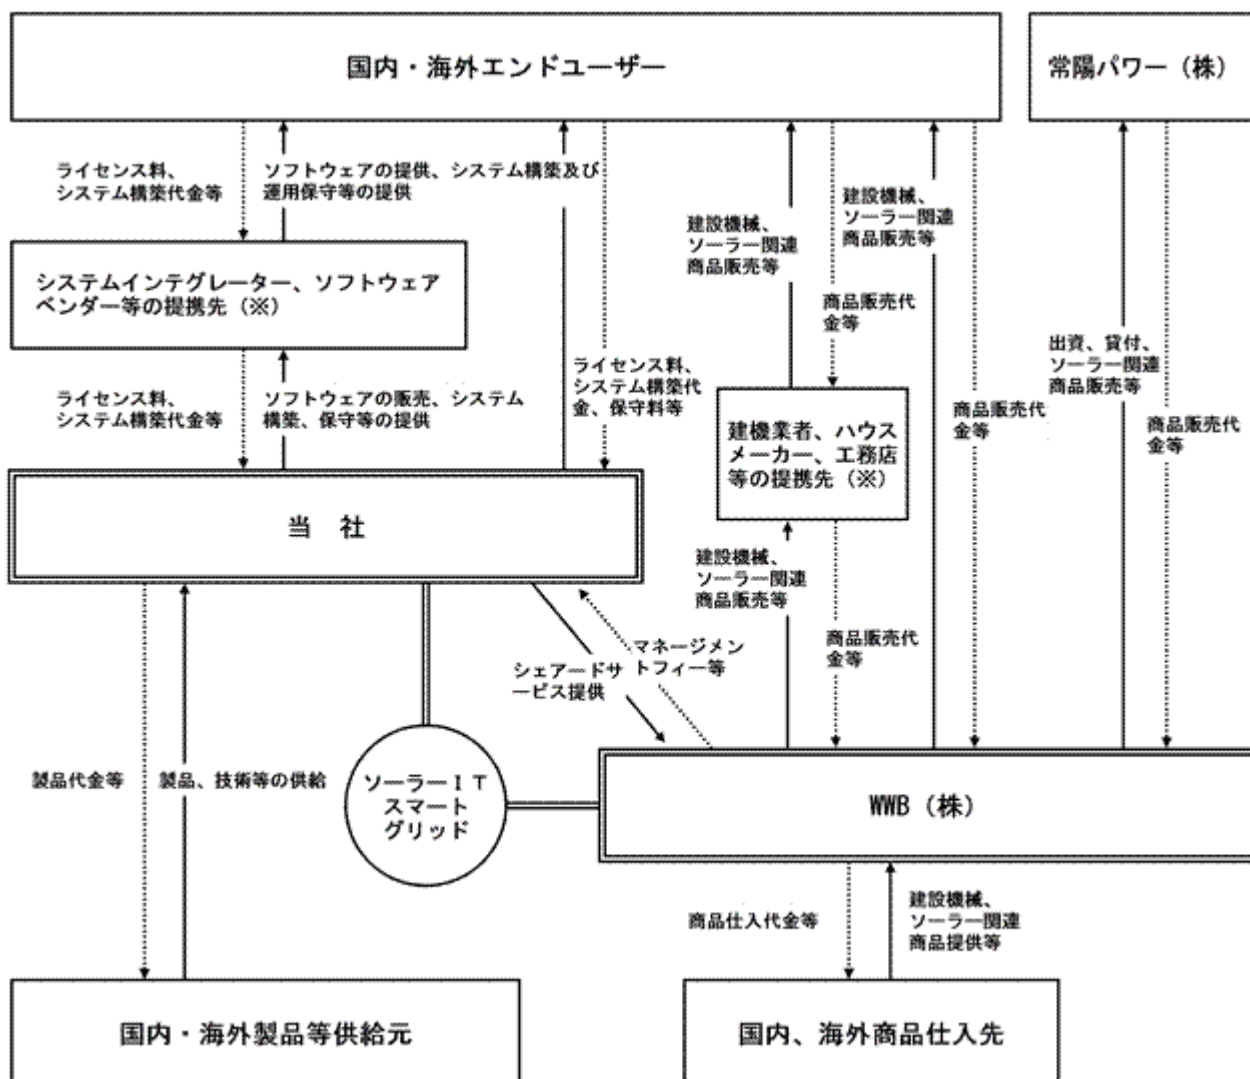 国内・海外エンドユーザー
常陽パワー（株）
ライセンス料、
システム構築代金等
ソフトウェアの提供、システム構築及び
運用保守等の提供
建設機械、
ソーラー関連
商品販売等
建設機械、
ソーラー関連
商品販売等
システムインテグレーター、ソフトウェア
ベンダー等の提携先（※）
商品販売代
金等
出資、貸付、
ソーラー関連
商品販売等
ライセンス料、
システム構築代金等
ソフトウェアの販売、システム
構築、保守等の提供
ライセンス料、
システム構築代
金、保守料等
商品販売代
金等
商品販売代
金等
建機業者、ハウス
メーカー、工務店
等の提携先（※）
当　社
建設機械、
ソーラー関連
商品販売等
商品販売代
金等
マネージメン
トフィー等
シェアードサ
ービス提供
製品代金等
製品、技術等の供給
ソーラーＩＴ
スマート
グリッド
WWB（株）
商品仕入代金等
建設機械、
ソーラー関連
商品提供等
国内・海外製品等供給元
国内、海外商品仕入先